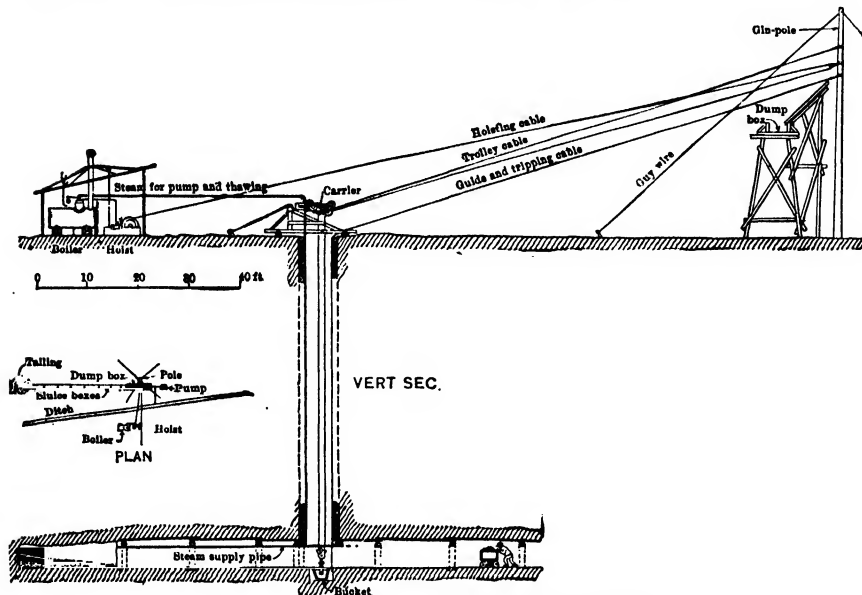 Gin-pole
Dump
box
Hoisting cable
Trolley cable
Guide and tripping cable
Guy wire
Steam for pump and thawing
Carrier
Boiler
Hoist
0 10 20 30 40 ft.
Tailing
Dump box
Pole
Pump
Sluice boxes
Ditch
Boiler
Hoist
PLAN
VERT SEC.
Steam supply pipe
Bucket